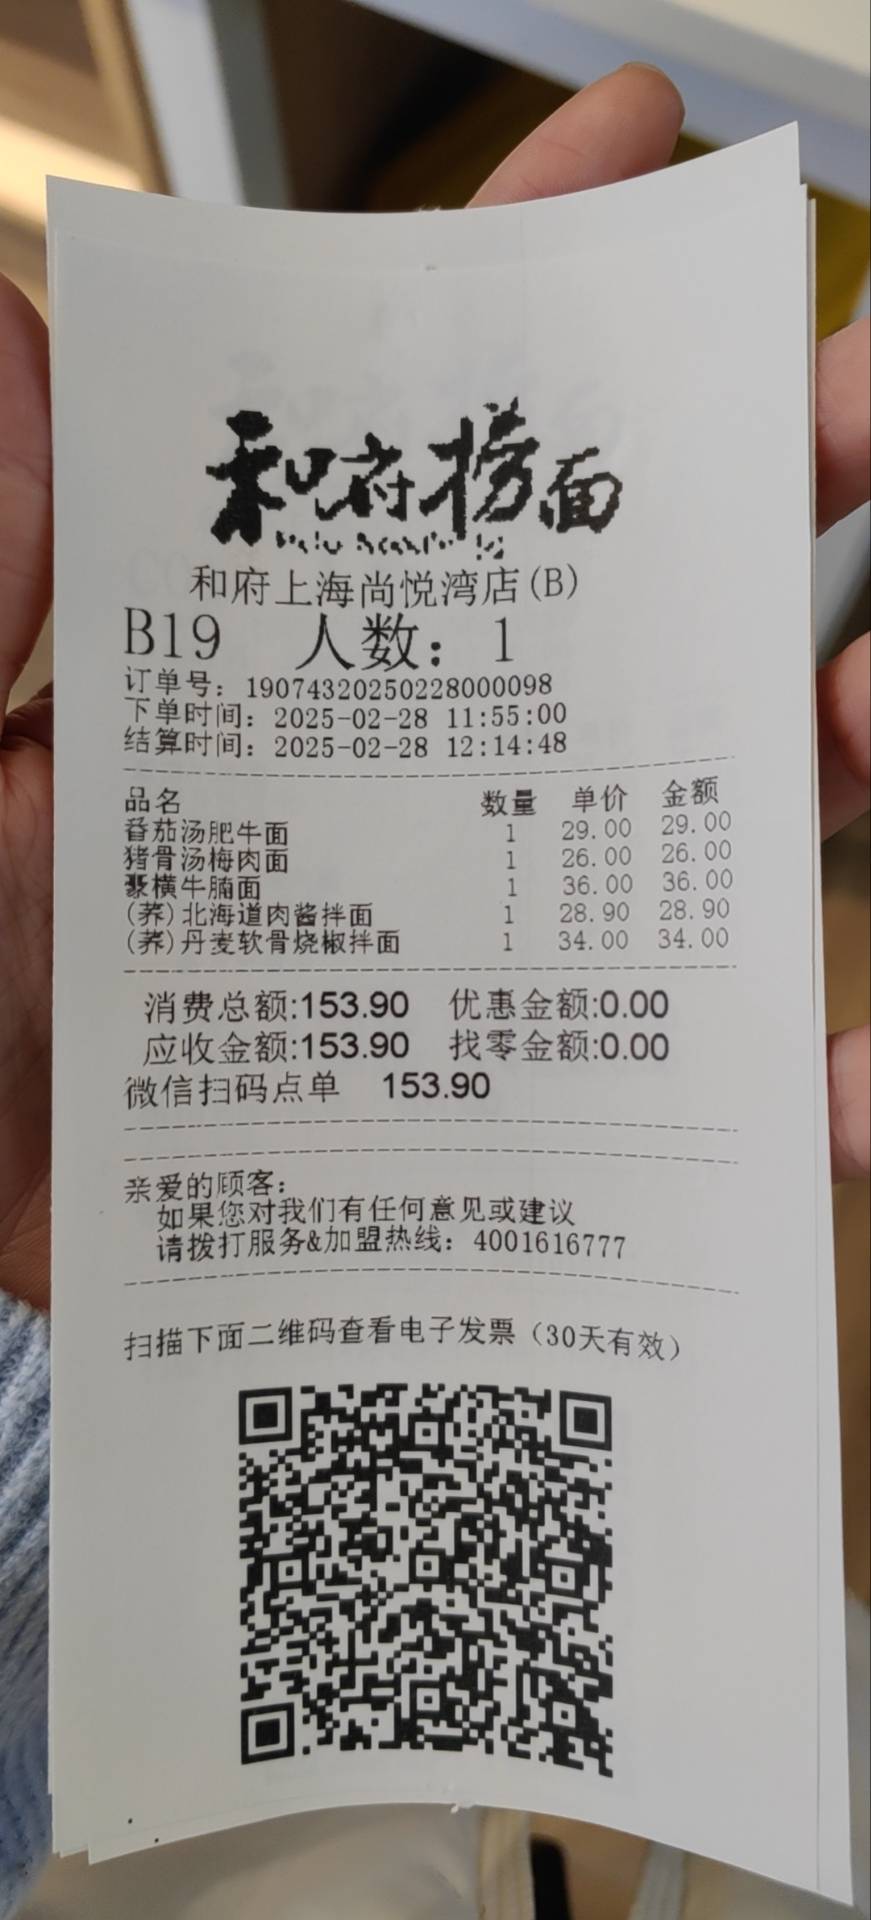 和府捞面
和府上海尚悦湾店(B)
B19 人数：1
订单号：19074320250228000098
下单时间：2025-02-28 11:55:00
结算时间：2025-02-28 12:14:48
品名 数量 单价 金额
番茄汤肥牛面 1 29.00 29.00
猪骨汤梅肉面 1 26.00 26.00
豪横牛腩面 1 36.00 36.00
(荞)北海道肉酱拌面 1 28.90 28.90
(荞)丹麦软骨烧椒拌面 1 34.00 34.00
消费总额:153.90 优惠金额:0.00
应收金额:153.90 找零金额:0.00
微信扫码点单 153.90
亲爱的顾客：
如果您对我们有任何意见或建议
请拨打服务&加盟热线：4001616777
扫描下面二维码查看电子发票（30天有效）